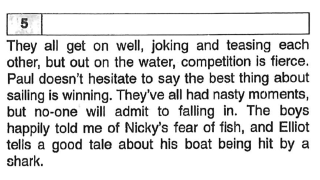 5
They all get on well, joking and teasing each
other, but out on the water, competition is fierce.
Paul doesn't hesitate to say the best thing about
sailing is winning. They've all had nasty moments,
but no-one will admit to falling in. The boys
happily told me of Nicky's fear of fish, and Elliot
tells a good tale about his boat being hit by a
shark.